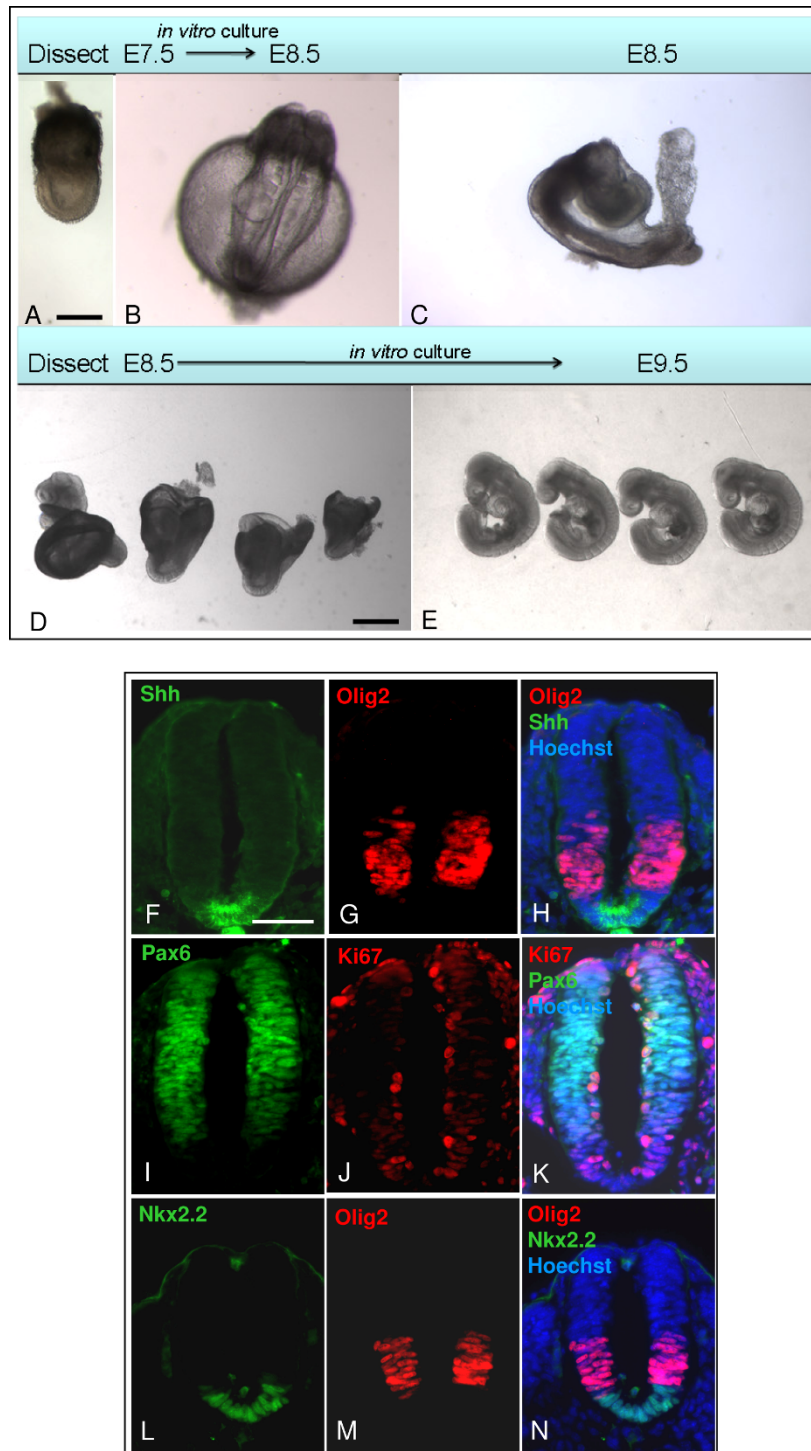 in vitro culture
Dissect E7.5 E8.5 E8.5
A B C
in vitro culture
Dissect E8.5 E9.5
D E
Shh Olig2 Olig2
Shh
Hoechst
F G H
Pax6 Ki67 Ki67
Pax6
Hoechst
I J K
Nkx2.2 Olig2 Olig2
Nkx2.2
Hoechst
L M N